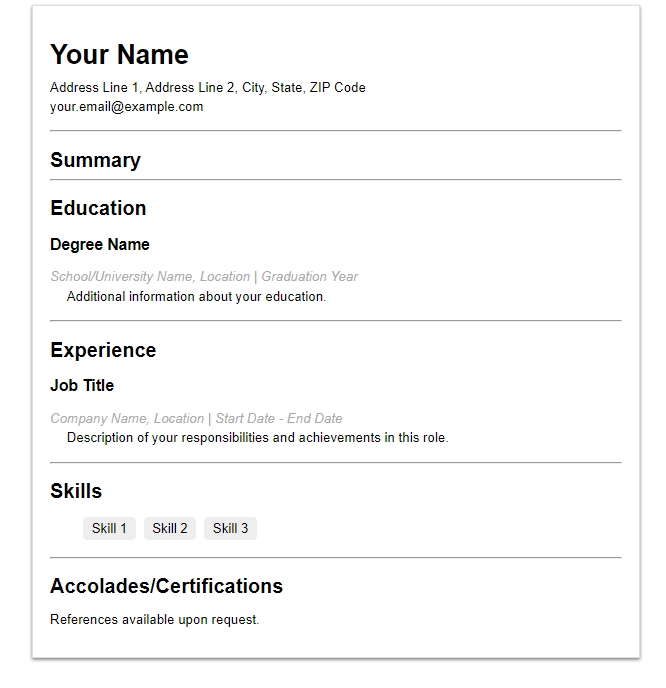 Your Name
Address Line 1, Address Line 2, City, State, ZIP Code
your.email@example.com
Summary
Education
Degree Name
School/University Name, Location | Graduation Year
Additional information about your education.
Experience
Job Title
Company Name, Location | Start Date - End Date
Description of your responsibilities and achievements in this role.
Skills
Skill 1 Skill 2 Skill 3
Accolades/Certifications
References available upon request.